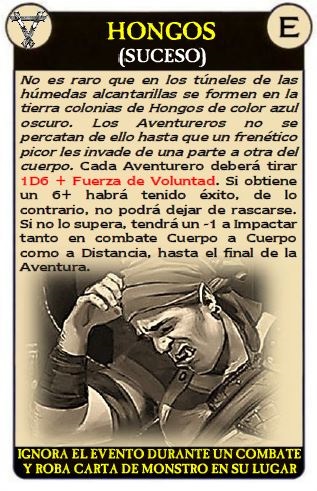 HONGOS
E
(SUCESO)
No es raro que en los túneles de las
húmedas alcantarillas se formen en la
tierra colonias de Hongos de color azul
oscuro. Los Aventureros no se
percatan de ello hasta que un frenético
picor les invade de una parte a otra del
cuerpo. Cada Aventurero deberá tirar
1D6 + Fuerza de Voluntad. Si obtiene
un 6+ habrá tenido éxito, de lo
contrario, no podrá dejar de rascarse.
Si no lo supera, tendrá un -1 a Impactar
tanto en combate Cuerpo a Cuerpo
como a Distancia, hasta el final de la
Aventura.
IGNORA EL EVENTO DURANTE UN COMBATE
Y ROBA CARTA DE MONSTRO EN SU LUGAR